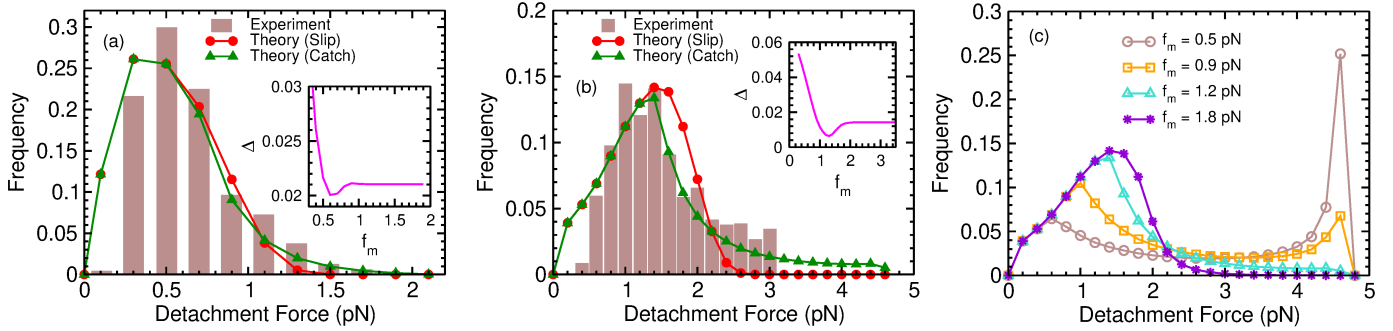 (a)
Experiment
Theory (Slip)
Theory (Catch)
Frequency
0.3
0.25
0.2
0.15
0.1
0.05
0
0 0.5 1 1.5 2
Detachment Force (pN)
Δ
0.03
0.025
0.02
0.5 1 1.5 2
f_m
(b)
Experiment
Theory (Slip)
Theory (Catch)
Frequency
0.2
0.15
0.1
0.05
0
0 1 2 3 4 5
Detachment Force (pN)
Δ
0.06
0.04
0.02
0.00
0 1 2 3
f_m
(c)
f_m = 0.5 pN
f_m = 0.9 pN
f_m = 1.2 pN
f_m = 1.8 pN
Frequency
0.3
0.25
0.2
0.15
0.1
0.05
0
0 1 2 3 4 5
Detachment Force (pN)